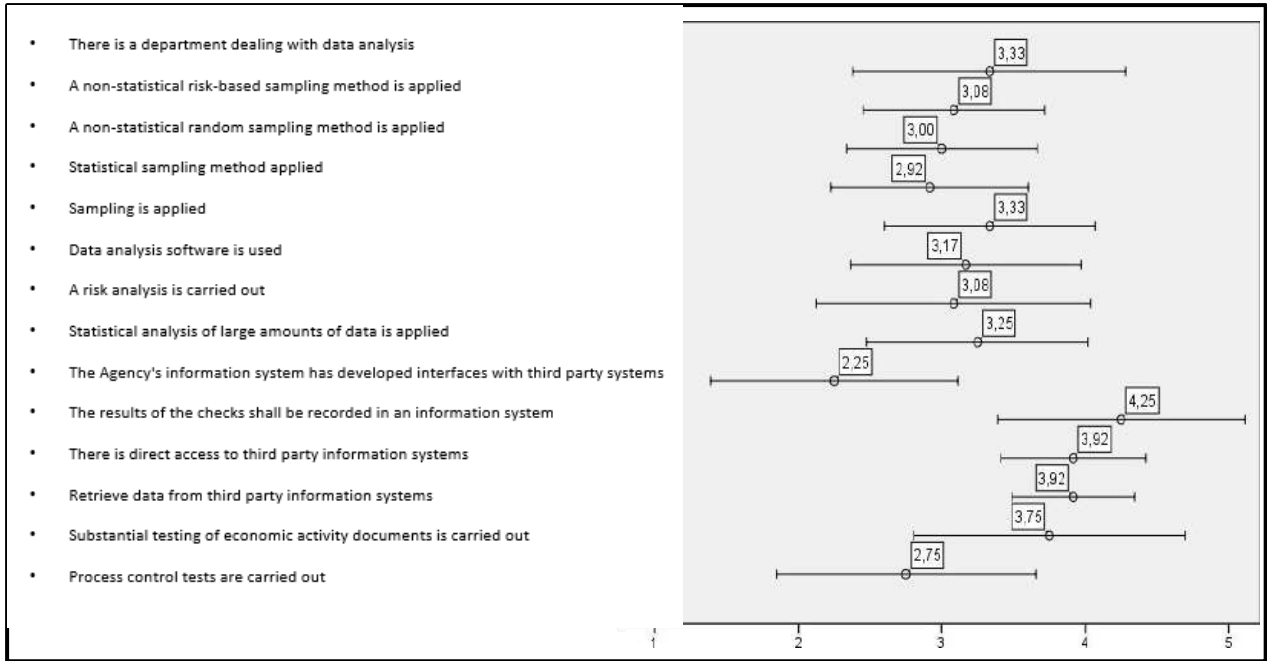 • There is a department dealing with data analysis
3,33
• A non-statistical risk-based sampling method is applied
3,08
• A non-statistical random sampling method is applied
3,00
• Statistical sampling method applied
2,92
• Sampling is applied
3,33
• Data analysis software is used
3,17
• A risk analysis is carried out
3,08
• Statistical analysis of large amounts of data is applied
3,25
• The Agency's information system has developed interfaces with third party systems
2,25
• The results of the checks shall be recorded in an information system
4,25
• There is direct access to third party information systems
3,92
• Retrieve data from third party information systems
3,92
• Substantial testing of economic activity documents is carried out
3,75
• Process control tests are carried out
2,75
1 2 3 4 5